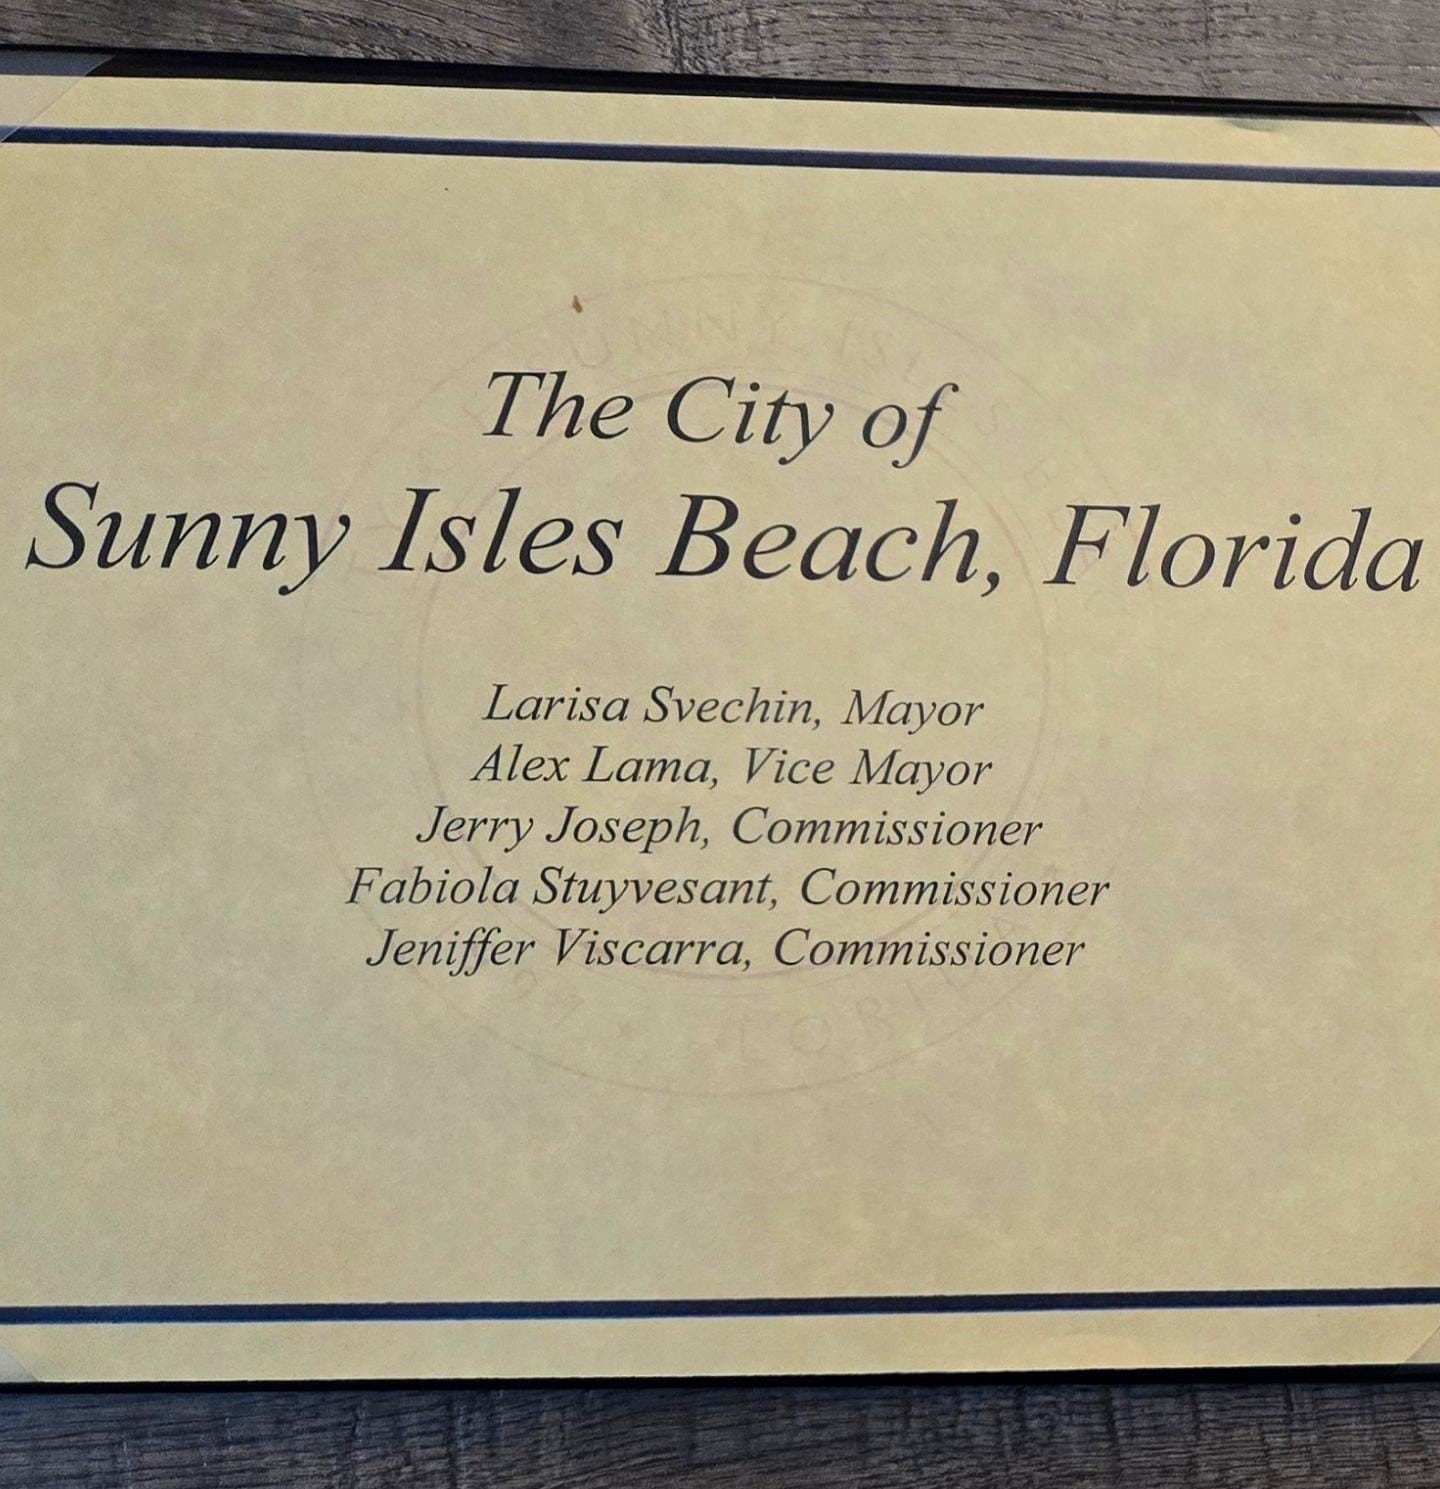 The City of
Sunny Isles Beach, Florida
Larisa Svechin, Mayor
Alex Lama, Vice Mayor
Jerry Joseph, Commissioner
Fabiola Stuyvesant, Commissioner
Jeniffer Viscarra, Commissioner